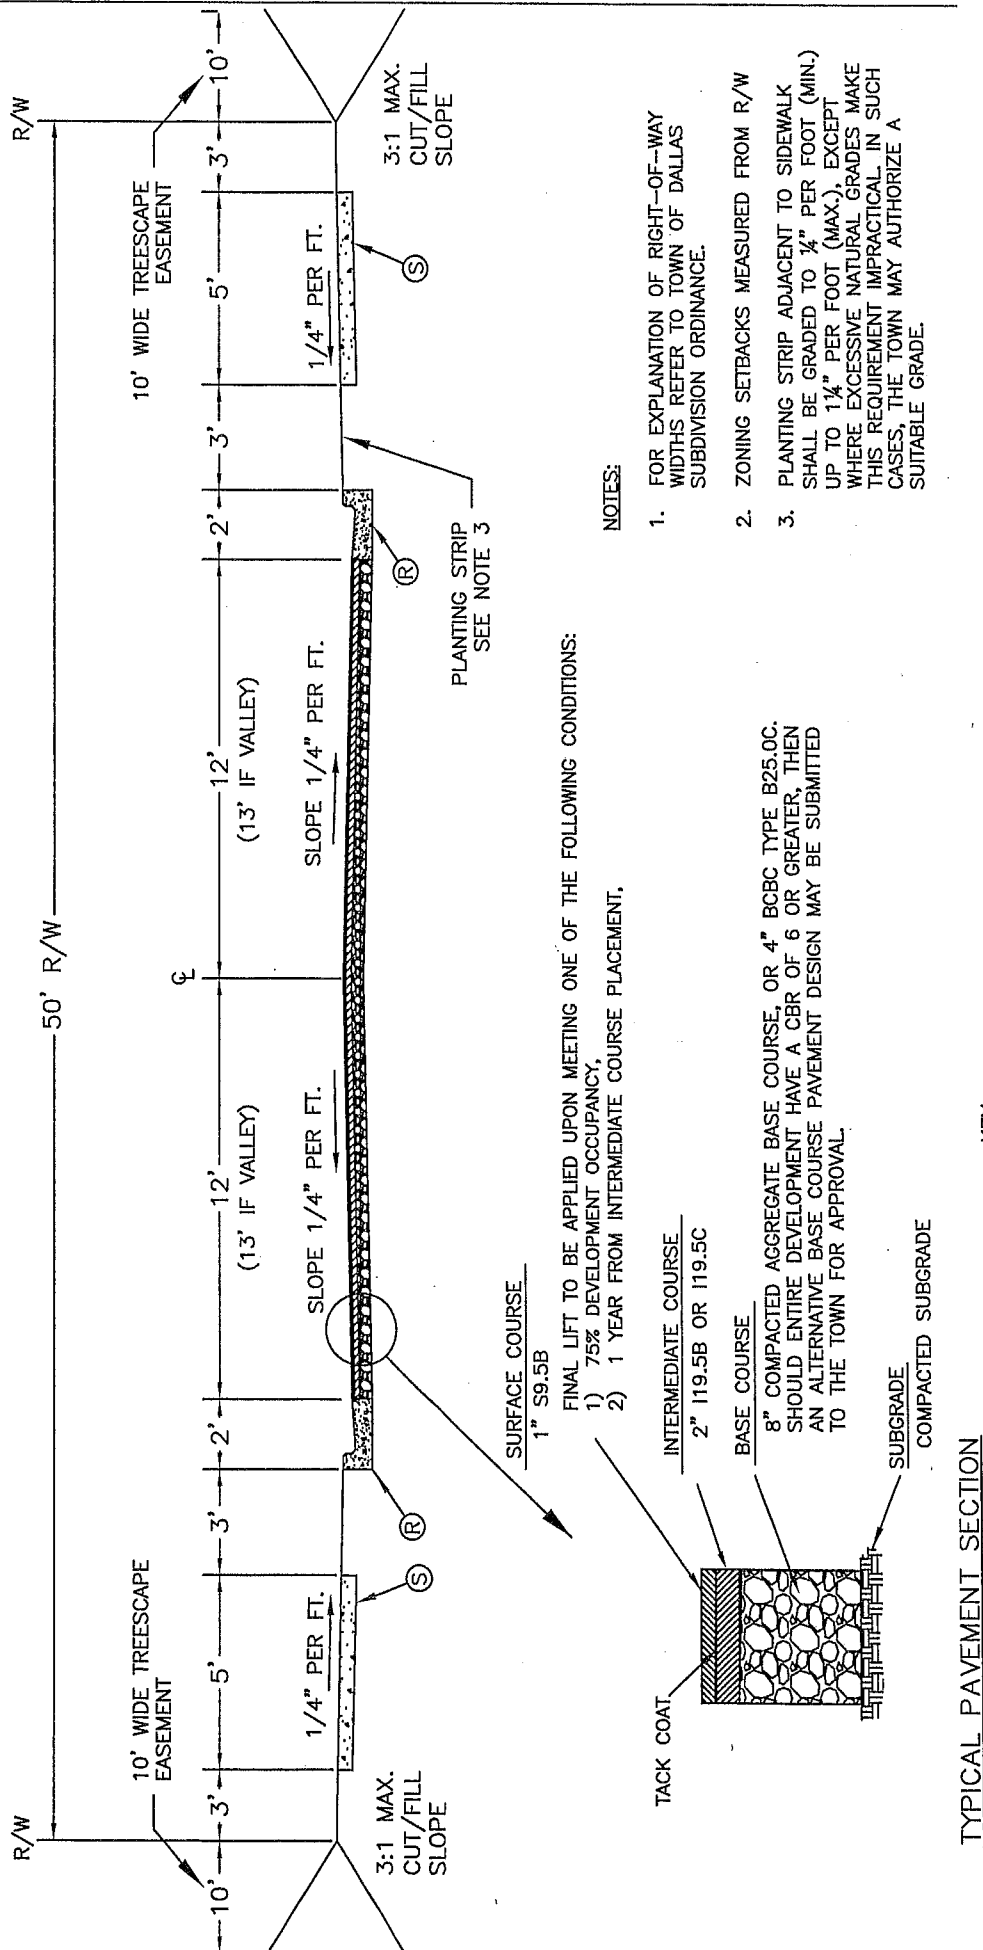 R/W
R/W
50' R/W
10' WIDE TREESCAPE
EASEMENT
10' WIDE TREESCAPE
EASEMENT
℄
10'
3'
5'
3'
2'
12'
(13' IF VALLEY)
12'
(13' IF VALLEY)
2'
3'
5'
3'
10'
1/4" PER FT.
SLOPE 1/4" PER FT.
SLOPE 1/4" PER FT.
1/4" PER FT.
3:1 MAX.
CUT/FILL
SLOPE
S
R
R
S
3:1 MAX.
CUT/FILL
SLOPE
PLANTING STRIP
SEE NOTE 3
TACK COAT
SURFACE COURSE
1" S9.5B
FINAL LIFT TO BE APPLIED UPON MEETING ONE OF THE FOLLOWING CONDITIONS:
1) 75% DEVELOPMENT OCCUPANCY,
2) 1 YEAR FROM INTERMEDIATE COURSE PLACEMENT,
INTERMEDIATE COURSE
2" I19.5B OR I19.5C
BASE COURSE
8" COMPACTED AGGREGATE BASE COURSE, OR 4" BCBC TYPE B25.0C.
SHOULD ENTIRE DEVELOPMENT HAVE A CBR OF 6 OR GREATER, THEN
AN ALTERNATIVE BASE COURSE PAVEMENT DESIGN MAY BE SUBMITTED
TO THE TOWN FOR APPROVAL.
SUBGRADE
COMPACTED SUBGRADE
TYPICAL PAVEMENT SECTION
NOTES:
1. FOR EXPLANATION OF RIGHT-OF-WAY
WIDTHS REFER TO TOWN OF DALLAS
SUBDIVISION ORDINANCE.
2. ZONING SETBACKS MEASURED FROM R/W
3. PLANTING STRIP ADJACENT TO SIDEWALK
SHALL BE GRADED TO ¼" PER FOOT (MIN.)
UP TO 1¼" PER FOOT (MAX.), EXCEPT
WHERE EXCESSIVE NATURAL GRADES MAKE
THIS REQUIREMENT IMPRACTICAL. IN SUCH
CASES, THE TOWN MAY AUTHORIZE A
SUITABLE GRADE.